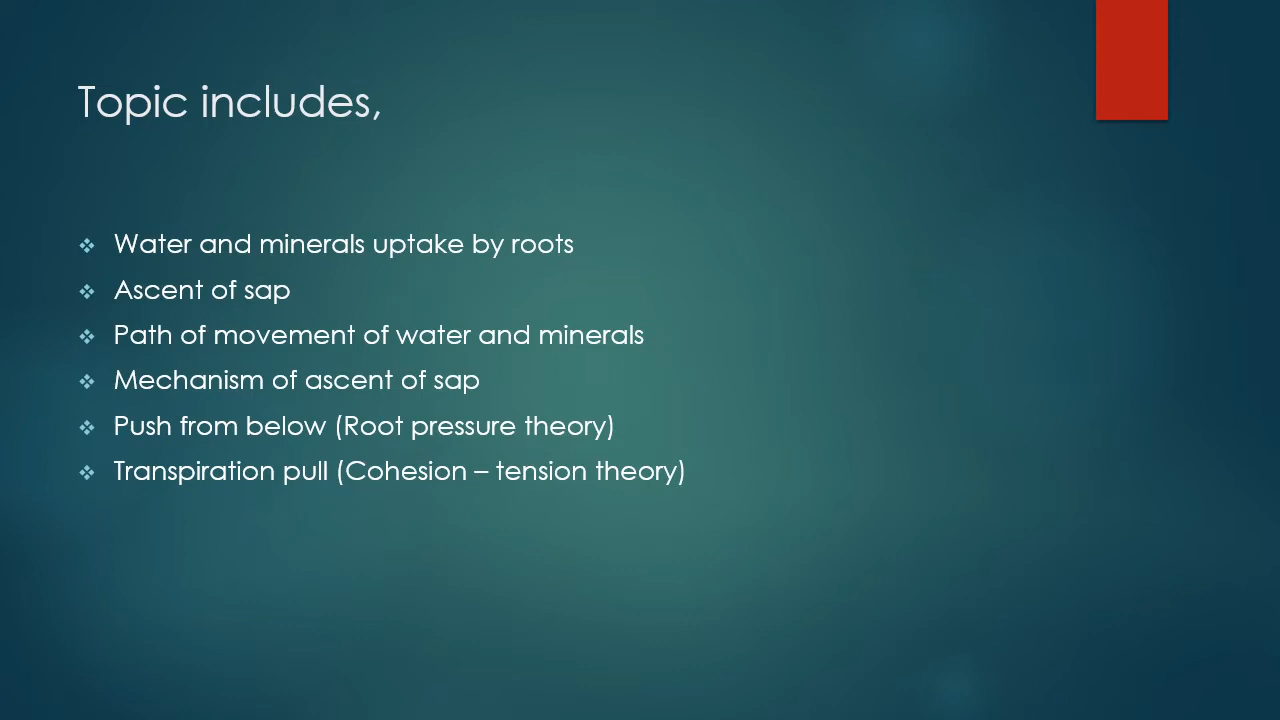 Topic includes,
Water and minerals uptake by roots
Ascent of sap
Path of movement of water and minerals
Mechanism of ascent of sap
Push from below (Root pressure theory)
Transpiration pull (Cohesion – tension theory)